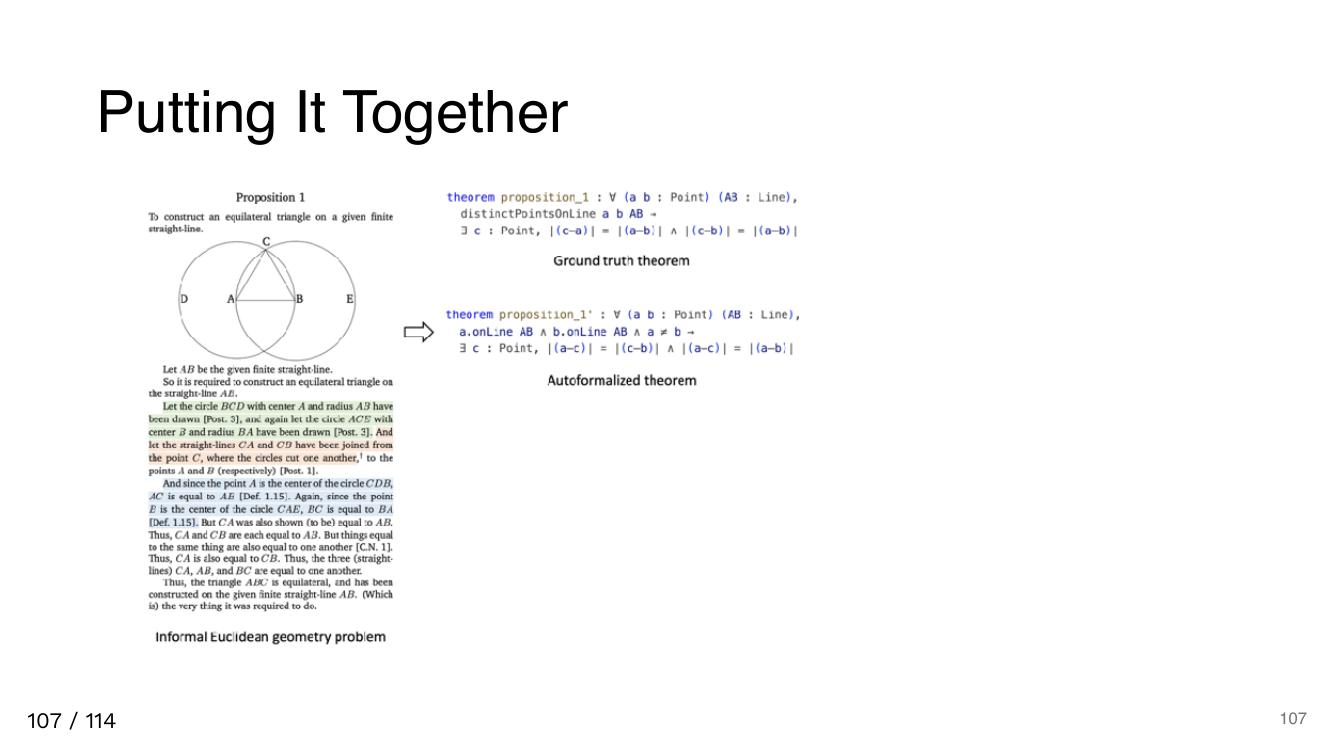 Putting It Together
Proposition 1
To construct an equilateral triangle on a given finite
straight-line.
C
D
A
B
E
Let AB be the given finite straight-line.
So it is required to construct an equilateral triangle on
the straight-line AB.
Let the circle BCD with center A and radius AB have
been drawn [Post. 3], and again let the circle ACE with
center B and radius BA have been drawn [Post. 3]. And
let the straight-lines CA and CB have been joined from
the point C, where the circles cut one another,† to the
points A and B (respectively) [Post. 1].
And since the point A is the center of the circle CDB,
AC is equal to AB [Def. 1.15]. Again, since the point
B is the center of the circle CAE, BC is equal to BA
[Def. 1.15]. But CA was also shown (to be) equal to AB.
Thus, CA and CB are each equal to AB. But things equal
to the same thing are also equal to one another [C.N. 1].
Thus, CA is also equal to CB. Thus, the three (straight-
lines) CA, AB, and BC are equal to one another.
Thus, the triangle ABC is equilateral, and has been
constructed on the given finite straight-line AB. (Which
is) the very thing it was required to do.
Informal Euclidean geometry problem
theorem proposition_1 : ∀ (a b : Point) (AB : Line),
distinctPointsOnLine a b AB →
∃ c : Point, |(c—a)| = |(a—b)| ∧ |(c—b)| = |(a—b)|
Ground truth theorem
theorem proposition_1' : ∀ (a b : Point) (AB : Line),
a.onLine AB ∧ b.onLine AB ∧ a ≠ b →
∃ c : Point, |(a—c)| = |(c—b)| ∧ |(a—c)| = |(a—b)|
Autoformalized theorem
107 / 114
107